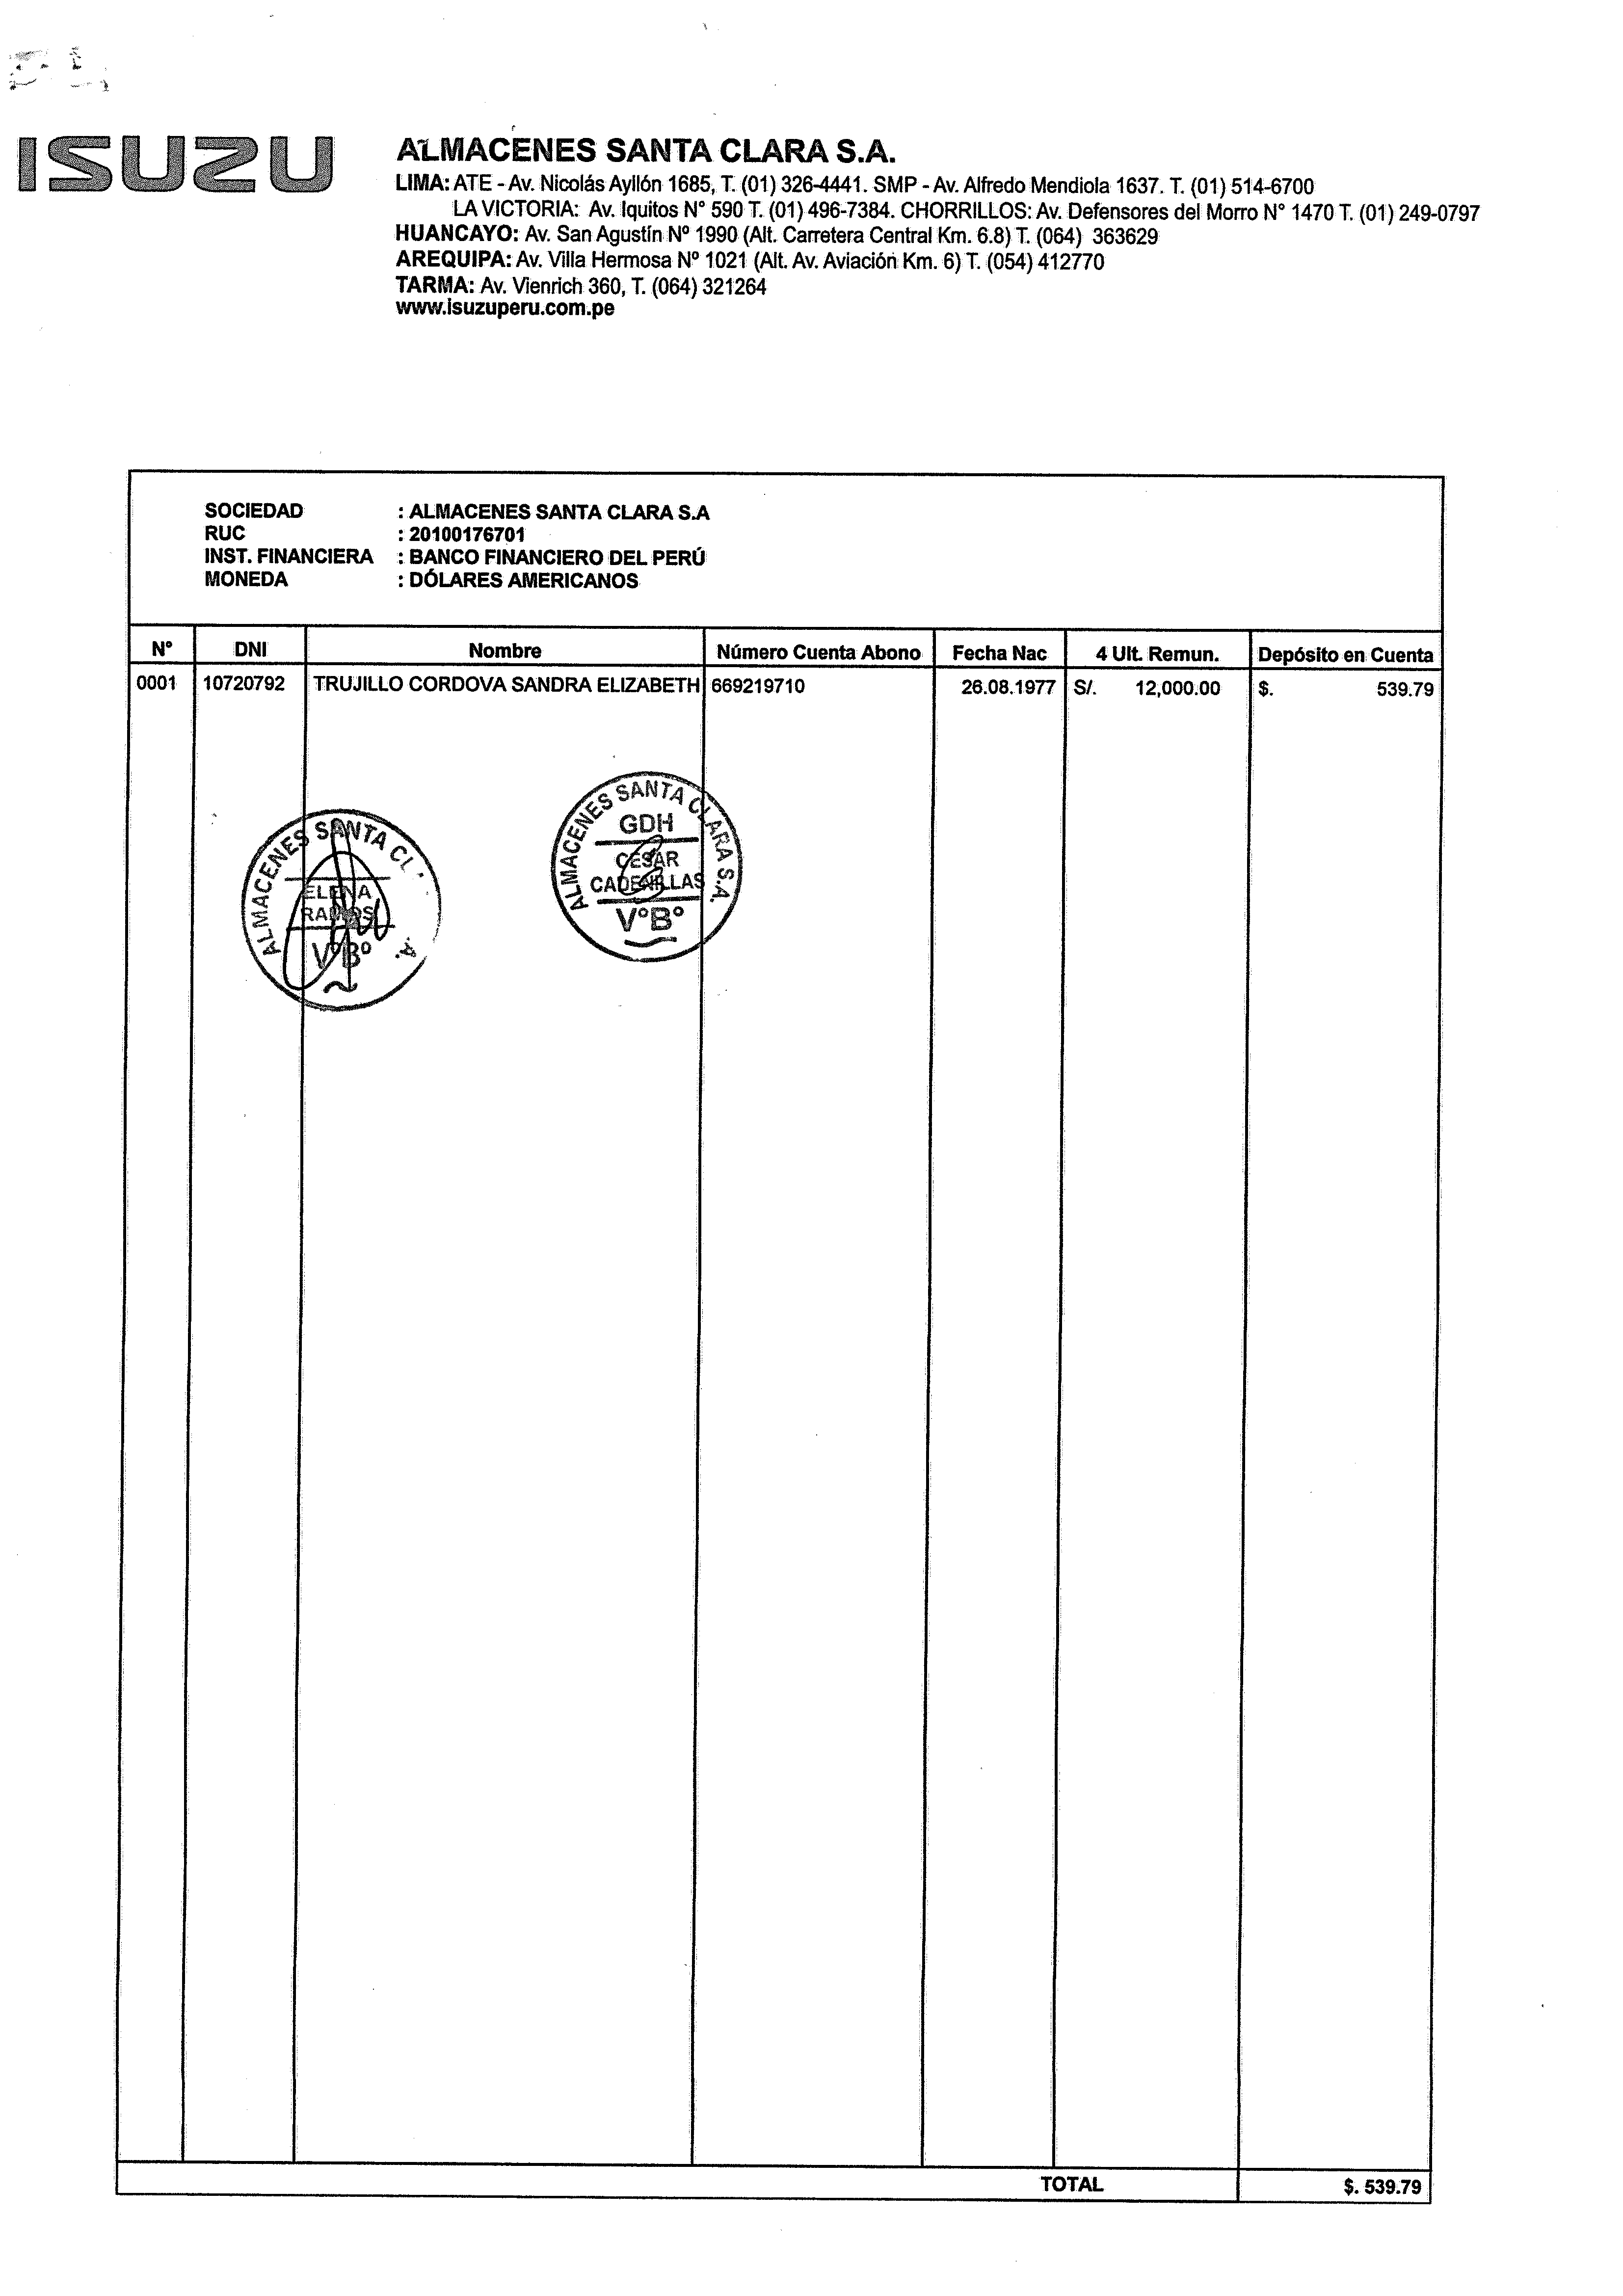 ISUZU
ALMACENES SANTA CLARA S.A.
LIMA: ATE - Av. Nicolás Ayllón 1685, T. (01) 326-4441. SMP - Av. Alfredo Mendiola 1637. T. (01) 514-6700
LA VICTORIA: Av. Iquitos N° 590 T. (01) 496-7384. CHORRILLOS: Av. Defensores del Morro N° 1470 T. (01) 249-0797
HUANCAYO: Av. San Agustín Nº 1990 (Alt. Carretera Central Km. 6.8) T. (064) 363629
AREQUIPA: Av. Villa Hermosa Nº 1021 (Alt. Av. Aviación Km. 6) T. (054) 412770
TARMA: Av. Vienrich 360, T. (064) 321264
www.isuzuperu.com.pe
SOCIEDAD : ALMACENES SANTA CLARA S.A
RUC : 20100176701
INST. FINANCIERA : BANCO FINANCIERO DEL PERÚ
MONEDA : DÓLARES AMERICANOS
N° DNI Nombre Número Cuenta Abono Fecha Nac 4 Ult. Remun. Depósito en Cuenta
0001 10720792 TRUJILLO CORDOVA SANDRA ELIZABETH 669219710 26.08.1977 S/. 12,000.00 $. 539.79
ALMACENES SANTA CLARA S.A.
GDH
CESAR
CADENILLAS
V°B°
ALMACENES SANTA CL A.
ELENA
RAMOS
V°B°
TOTAL $. 539.79